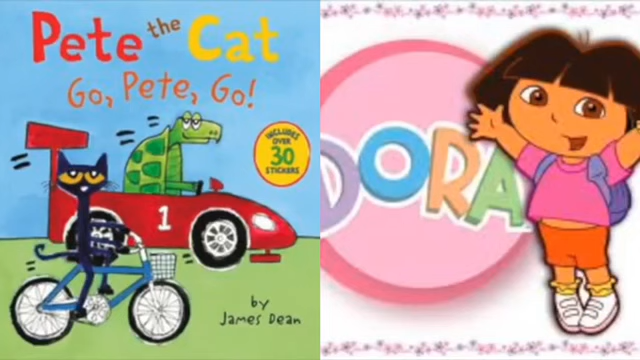 Pete the Cat
Go, Pete, Go!
INCLUDES
OVER
30
STICKERS
1
by
James Dean
DORA